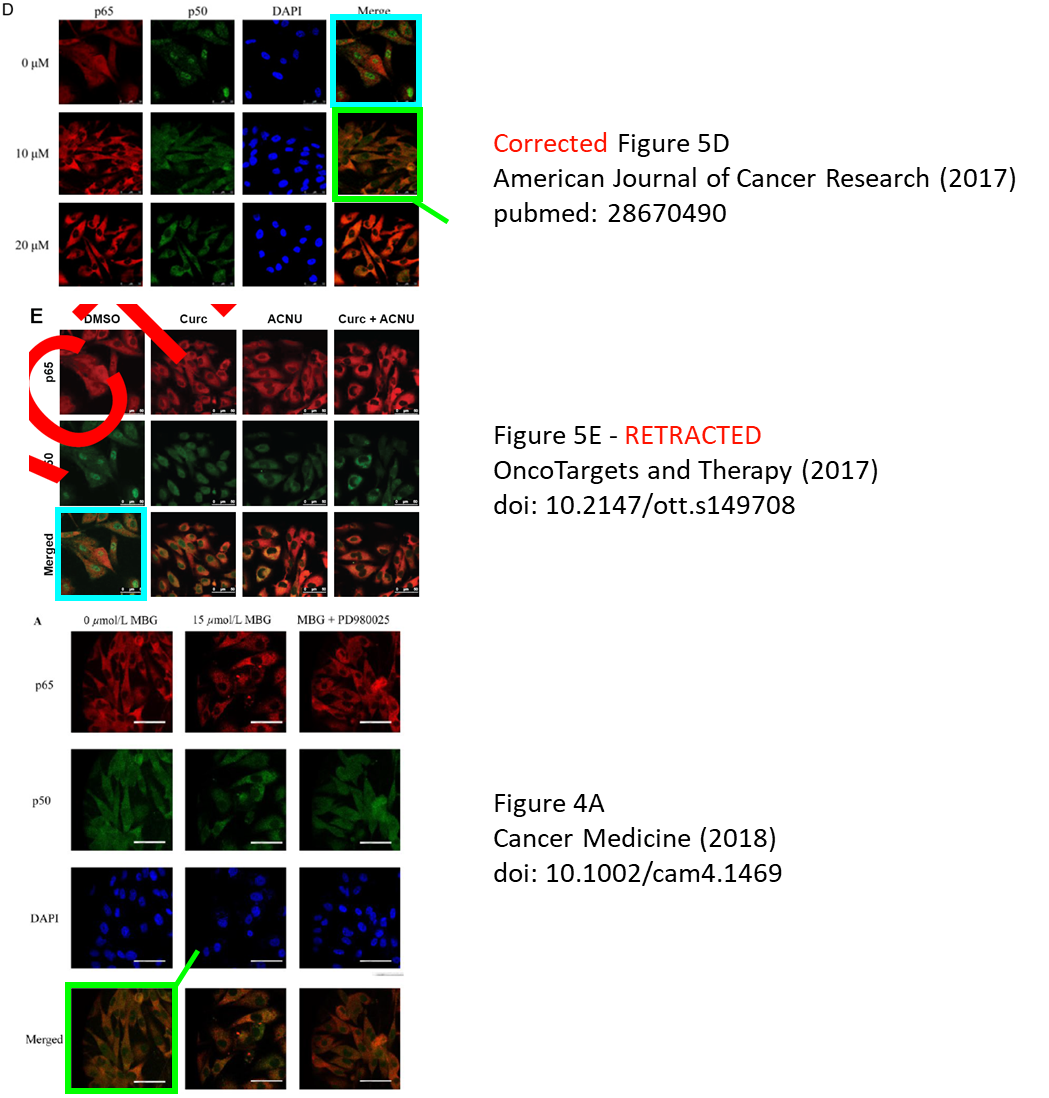 D
p65 p50 DAPI Merge
0 µM
10 µM
20 µM
Corrected Figure 5D
American Journal of Cancer Research (2017)
pubmed: 28670490
E
DMSO Curc ACNU Curc + ACNU
p65
50
Merged
Figure 5E - RETRACTED
OncoTargets and Therapy (2017)
doi: 10.2147/ott.s149708
A
0 µmol/L MBG 15 µmol/L MBG MBG + PD980025
p65
p50
DAPI
Merged
Figure 4A
Cancer Medicine (2018)
doi: 10.1002/cam4.1469